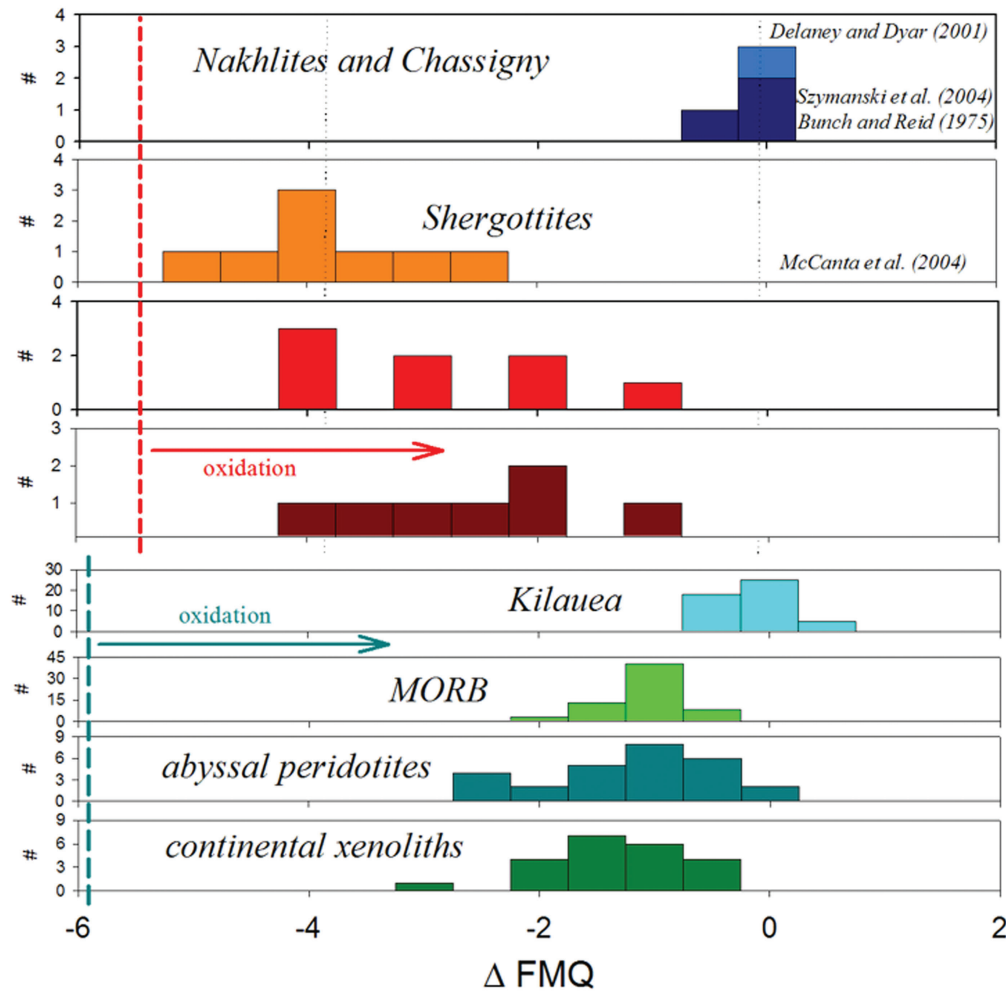 4
3
2
1
0
#
Nakhlites and Chassigny
Delaney and Dyar (2001)
Szymanski et al. (2004)
Bunch and Reid (1975)
4
3
2
1
0
#
Shergottites
McCanta et al. (2004)
4
2
0
#
3
2
1
#
oxidation
30
20
10
0
#
Kilauea
oxidation
45
30
15
0
#
MORB
9
6
3
0
#
abyssal peridotites
9
6
3
0
#
continental xenoliths
-6 -4 -2 0 2
Δ FMQ